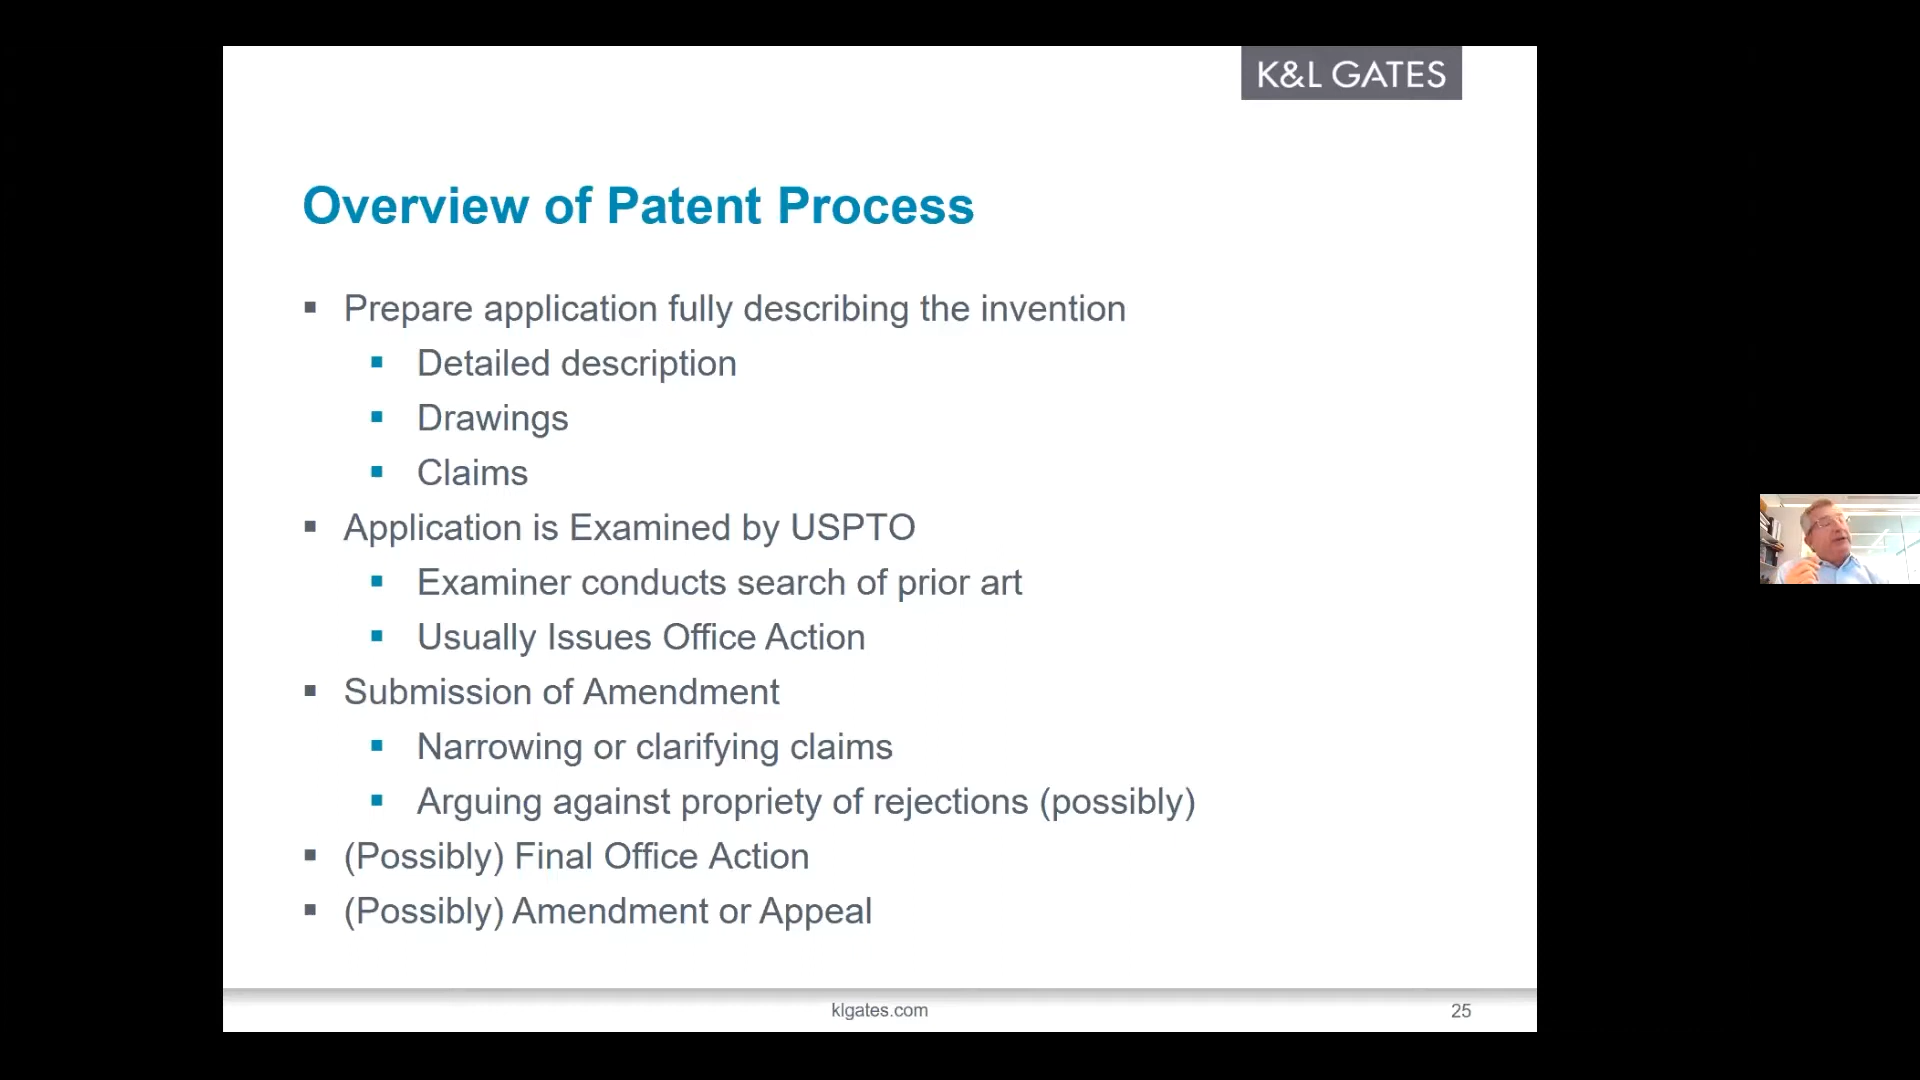 K&L GATES
Overview of Patent Process
▪ Prepare application fully describing the invention
▪ Detailed description
▪ Drawings
▪ Claims
▪ Application is Examined by USPTO
▪ Examiner conducts search of prior art
▪ Usually Issues Office Action
▪ Submission of Amendment
▪ Narrowing or clarifying claims
▪ Arguing against propriety of rejections (possibly)
▪ (Possibly) Final Office Action
▪ (Possibly) Amendment or Appeal
klgates.com
25